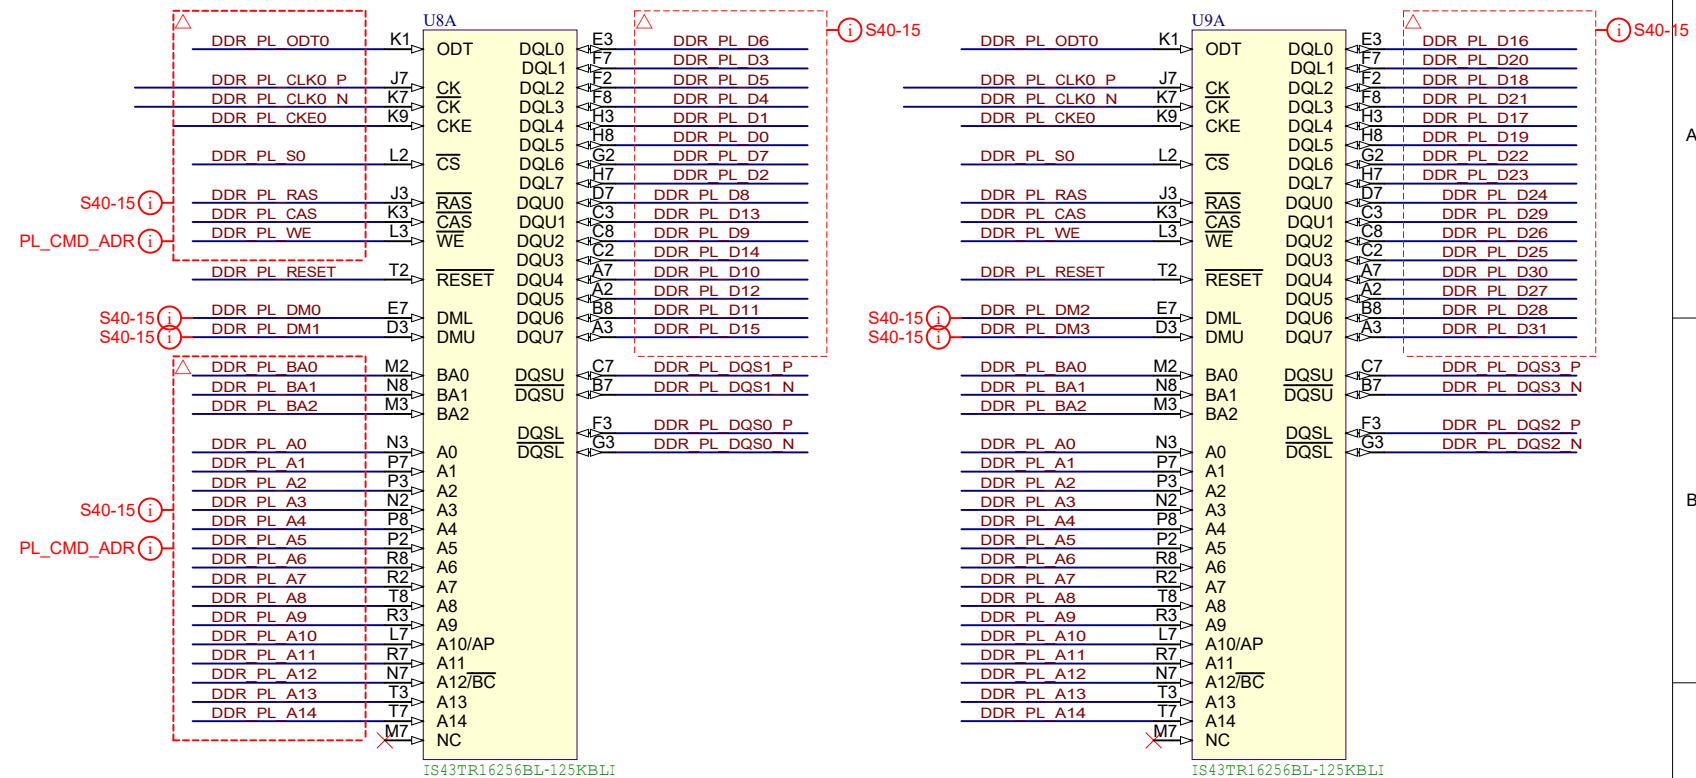 U8A
U9A
DDR_PL_ODT0 K1 ODT DQL0 E3 DDR_PL_D6 S40-15
DQL1 F7 DDR_PL_D3
DDR_PL_CLK0_P J7 CK DQL2 F2 DDR_PL_D5
DDR_PL_CLK0_N K7 CK DQL3 F8 DDR_PL_D4
DDR_PL_CKE0 K9 CKE DQL4 H3 DDR_PL_D1
DQL5 H8 DDR_PL_D0
DDR_PL_S0 L2 CS DQL6 G2 DDR_PL_D7
DQL7 H7 DDR_PL_D2
S40-15 DDR_PL_RAS J3 RAS DQU0 D7 DDR_PL_D8
DDR_PL_CAS K3 CAS DQU1 C3 DDR_PL_D13
PL_CMD_ADR DDR_PL_WE L3 WE DQU2 C8 DDR_PL_D9
DQU3 C2 DDR_PL_D14
DDR_PL_RESET T2 RESET DQU4 A7 DDR_PL_D10
DQU5 A2 DDR_PL_D12
S40-15 DDR_PL_DM0 E7 DML DQU6 B8 DDR_PL_D11
S40-15 DDR_PL_DM1 D3 DMU DQU7 A3 DDR_PL_D15
DDR_PL_BA0 M2 BA0 DQSU C7 DDR_PL_DQS1_P
DDR_PL_BA1 N8 BA1 DQSU B7 DDR_PL_DQS1_N
DDR_PL_BA2 M3 BA2
DQSL F3 DDR_PL_DQS0_P
DDR_PL_A0 N3 A0 DQSL G3 DDR_PL_DQS0_N
DDR_PL_A1 P7 A1
DDR_PL_A2 P3 A2
S40-15 DDR_PL_A3 N2 A3
DDR_PL_A4 P8 A4
PL_CMD_ADR DDR_PL_A5 P2 A5
DDR_PL_A6 R8 A6
DDR_PL_A7 R2 A7
DDR_PL_A8 T8 A8
DDR_PL_A9 R3 A9
DDR_PL_A10 L7 A10/AP
DDR_PL_A11 R7 A11
DDR_PL_A12 N7 A12/BC
DDR_PL_A13 T3 A13
DDR_PL_A14 T7 A14
M7 NC
IS43TR16256BL-125KBLI
DDR_PL_ODT0 K1 ODT DQL0 E3 DDR_PL_D16 S40-15
DQL1 F7 DDR_PL_D20
DDR_PL_CLK0_P J7 CK DQL2 F2 DDR_PL_D18
DDR_PL_CLK0_N K7 CK DQL3 F8 DDR_PL_D21
DDR_PL_CKE0 K9 CKE DQL4 H3 DDR_PL_D17
DQL5 H8 DDR_PL_D19
DDR_PL_S0 L2 CS DQL6 G2 DDR_PL_D22
DQL7 H7 DDR_PL_D23
DDR_PL_RAS J3 RAS DQU0 D7 DDR_PL_D24
DDR_PL_CAS K3 CAS DQU1 C3 DDR_PL_D29
DDR_PL_WE L3 WE DQU2 C8 DDR_PL_D26
DQU3 C2 DDR_PL_D25
DDR_PL_RESET T2 RESET DQU4 A7 DDR_PL_D30
DQU5 A2 DDR_PL_D27
S40-15 DDR_PL_DM2 E7 DML DQU6 B8 DDR_PL_D28
S40-15 DDR_PL_DM3 D3 DMU DQU7 A3 DDR_PL_D31
DDR_PL_BA0 M2 BA0 DQSU C7 DDR_PL_DQS3_P
DDR_PL_BA1 N8 BA1 DQSU B7 DDR_PL_DQS3_N
DDR_PL_BA2 M3 BA2
DQSL F3 DDR_PL_DQS2_P
DDR_PL_A0 N3 A0 DQSL G3 DDR_PL_DQS2_N
DDR_PL_A1 P7 A1
DDR_PL_A2 P3 A2
DDR_PL_A3 N2 A3
DDR_PL_A4 P8 A4
DDR_PL_A5 P2 A5
DDR_PL_A6 R8 A6
DDR_PL_A7 R2 A7
DDR_PL_A8 T8 A8
DDR_PL_A9 R3 A9
DDR_PL_A10 L7 A10/AP
DDR_PL_A11 R7 A11
DDR_PL_A12 N7 A12/BC
DDR_PL_A13 T3 A13
DDR_PL_A14 T7 A14
M7 NC
IS43TR16256BL-125KBLI
A
B